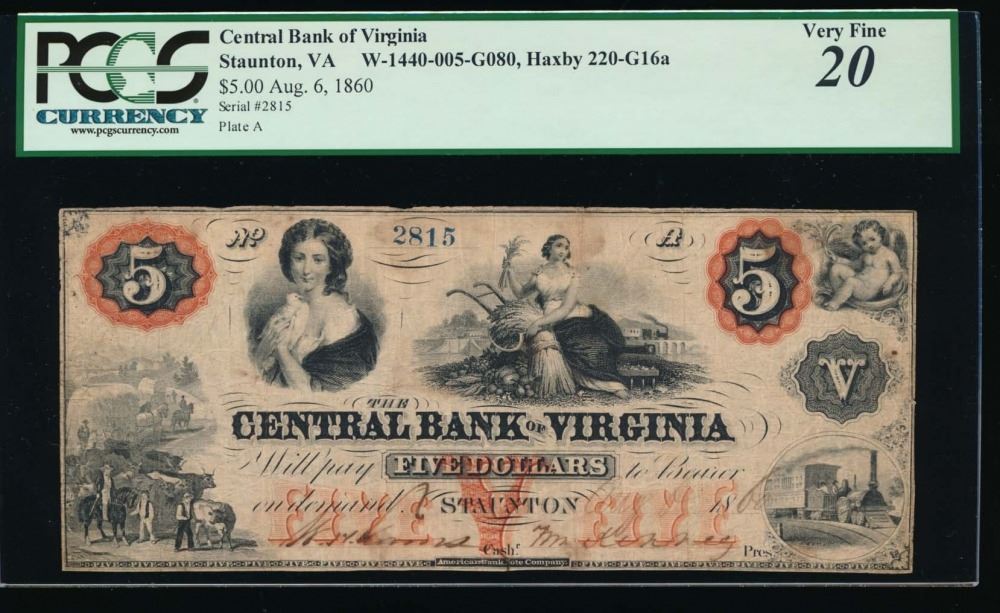 PCGS
CURRENCY
www.pcgscurrency.com
Central Bank of Virginia
Staunton, VA W-1440-005-G080, Haxby 220-G16a
$5.00 Aug. 6, 1860
Serial #2815
Plate A
Very Fine
20
5
No
2815
A
5
V
THE
CENTRAL BANK OF VIRGINIA
Will pay FIVE DOLLARS to Bearer
on demand STAUNTON 186
V
Cashr.
Pres
American Bank Note Company.